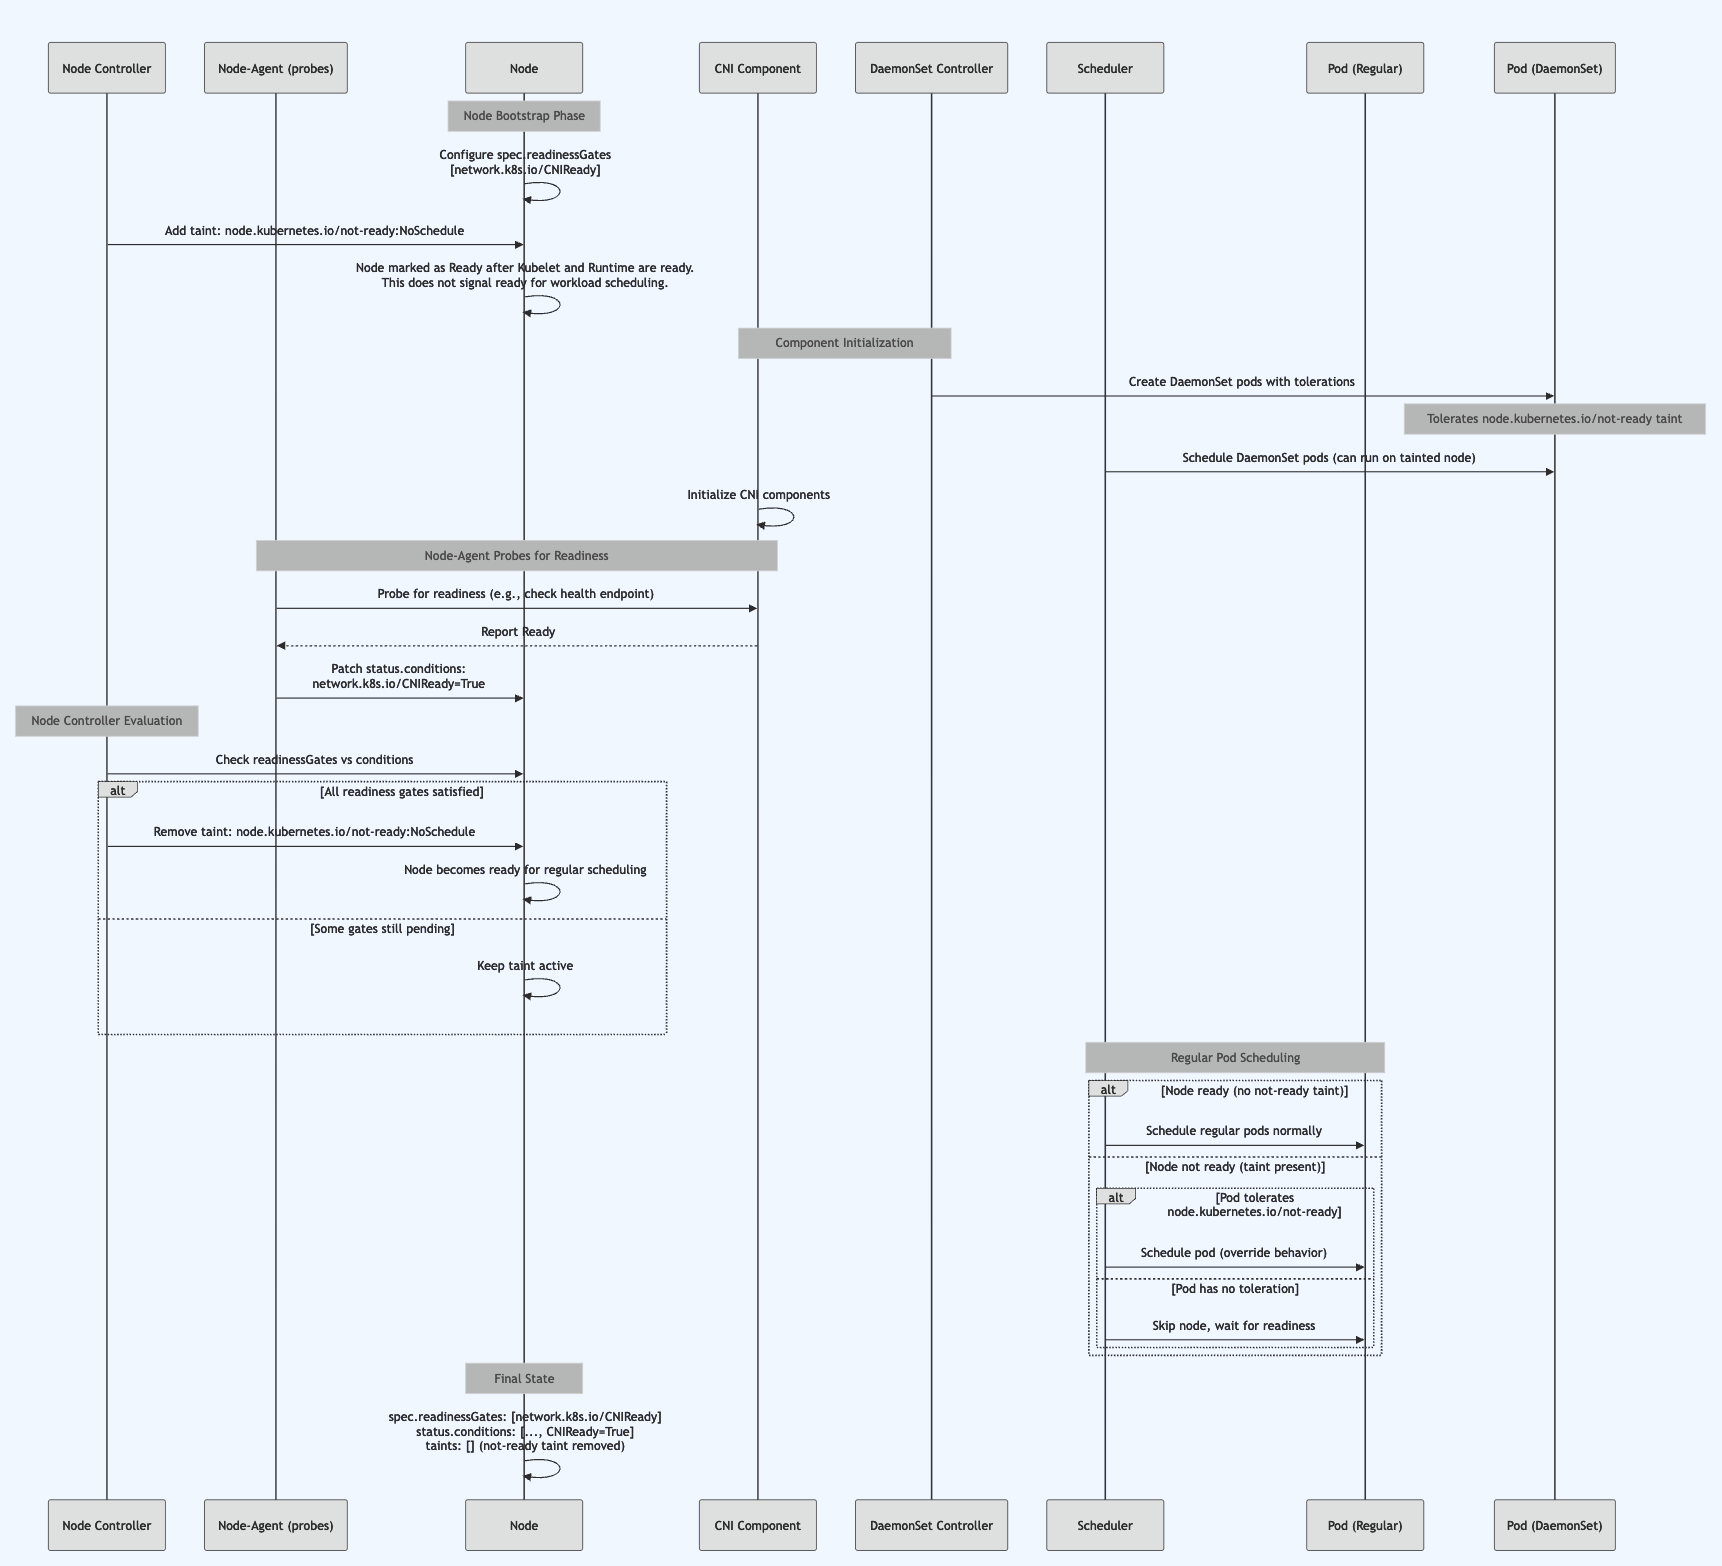 Node Controller
Node-Agent (probes)
Node
CNI Component
DaemonSet Controller
Scheduler
Pod (Regular)
Pod (DaemonSet)
Node Bootstrap Phase
Configure spec.readinessGates
[network.k8s.io/CNIReady]
Add taint: node.kubernetes.io/not-ready:NoSchedule
Node marked as Ready after Kubelet and Runtime are ready.
This does not signal ready for workload scheduling.
Component Initialization
Create DaemonSet pods with tolerations
Tolerates node.kubernetes.io/not-ready taint
Schedule DaemonSet pods (can run on tainted node)
Initialize CNI components
Node-Agent Probes for Readiness
Probe for readiness (e.g., check health endpoint)
Report Ready
Patch status.conditions:
network.k8s.io/CNIReady=True
Node Controller Evaluation
Check readinessGates vs conditions
alt
[All readiness gates satisfied]
Remove taint: node.kubernetes.io/not-ready:NoSchedule
Node becomes ready for regular scheduling
[Some gates still pending]
Keep taint active
Regular Pod Scheduling
alt
[Node ready (no not-ready taint)]
Schedule regular pods normally
[Node not ready (taint present)]
alt
[Pod tolerates
node.kubernetes.io/not-ready]
Schedule pod (override behavior)
[Pod has no toleration]
Skip node, wait for readiness
Final State
spec.readinessGates: [network.k8s.io/CNIReady]
status.conditions: [..., CNIReady=True]
taints: [] (not-ready taint removed)
Node Controller
Node-Agent (probes)
Node
CNI Component
DaemonSet Controller
Scheduler
Pod (Regular)
Pod (DaemonSet)